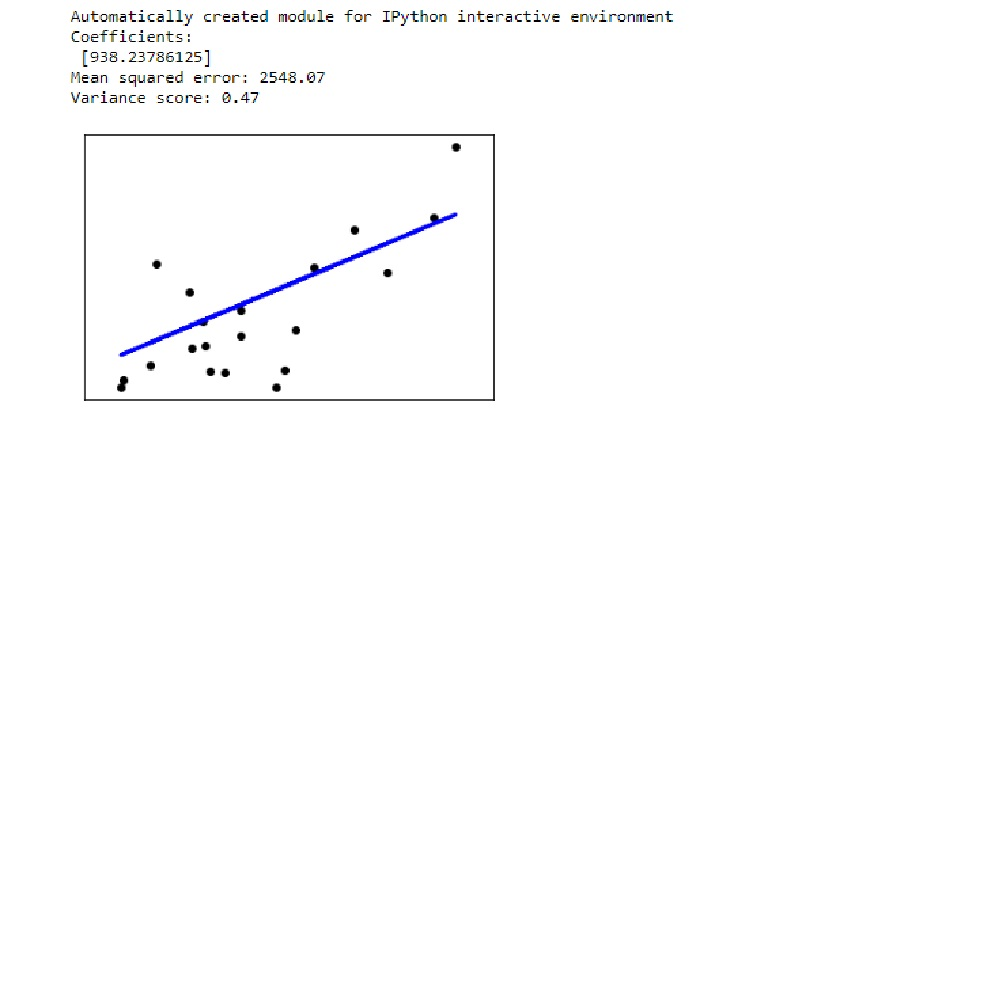 Automatically created module for IPython interactive environment
Coefficients:
 [938.23786125]
Mean squared error: 2548.07
Variance score: 0.47